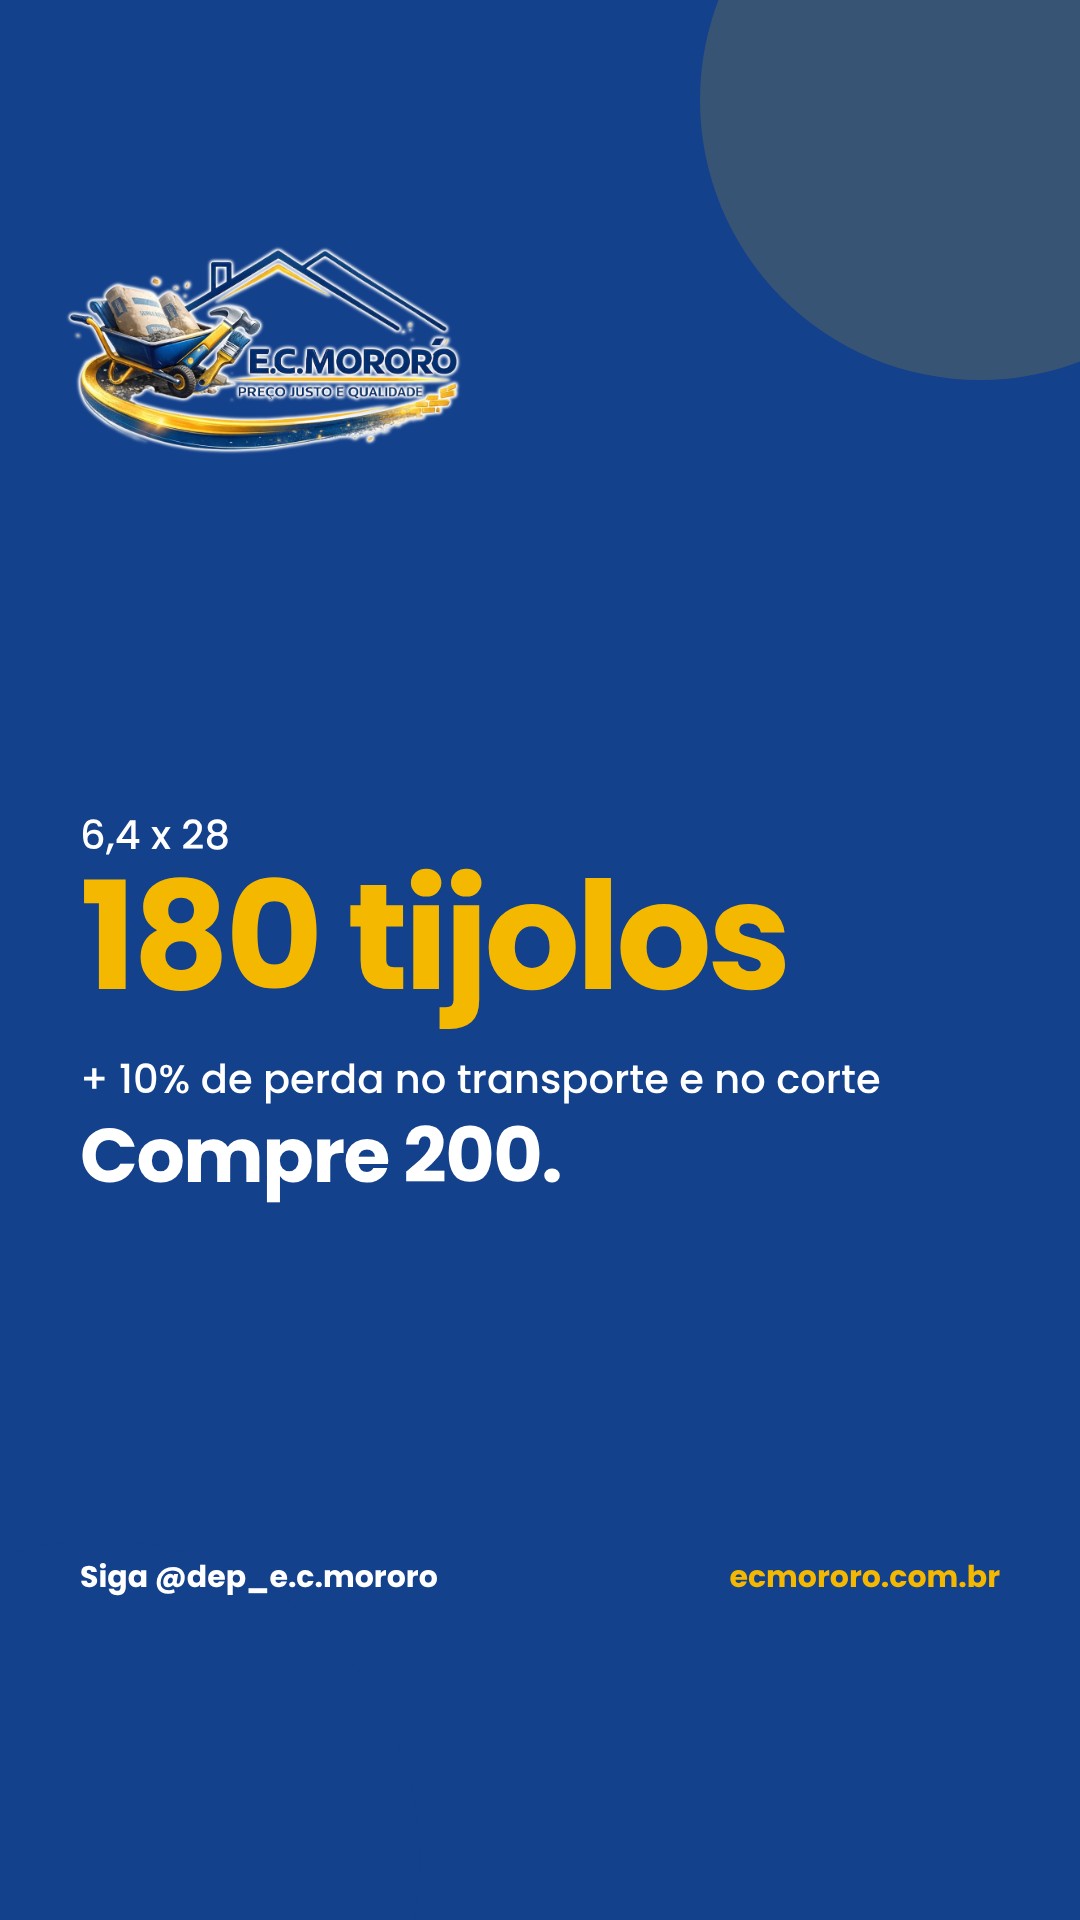 E.C.MORORÓ
PREÇO JUSTO E QUALIDADE
6,4 x 28
180 tijolos
+ 10% de perda no transporte e no corte
Compre 200.
Siga @dep_e.c.mororo
ecmororo.com.br